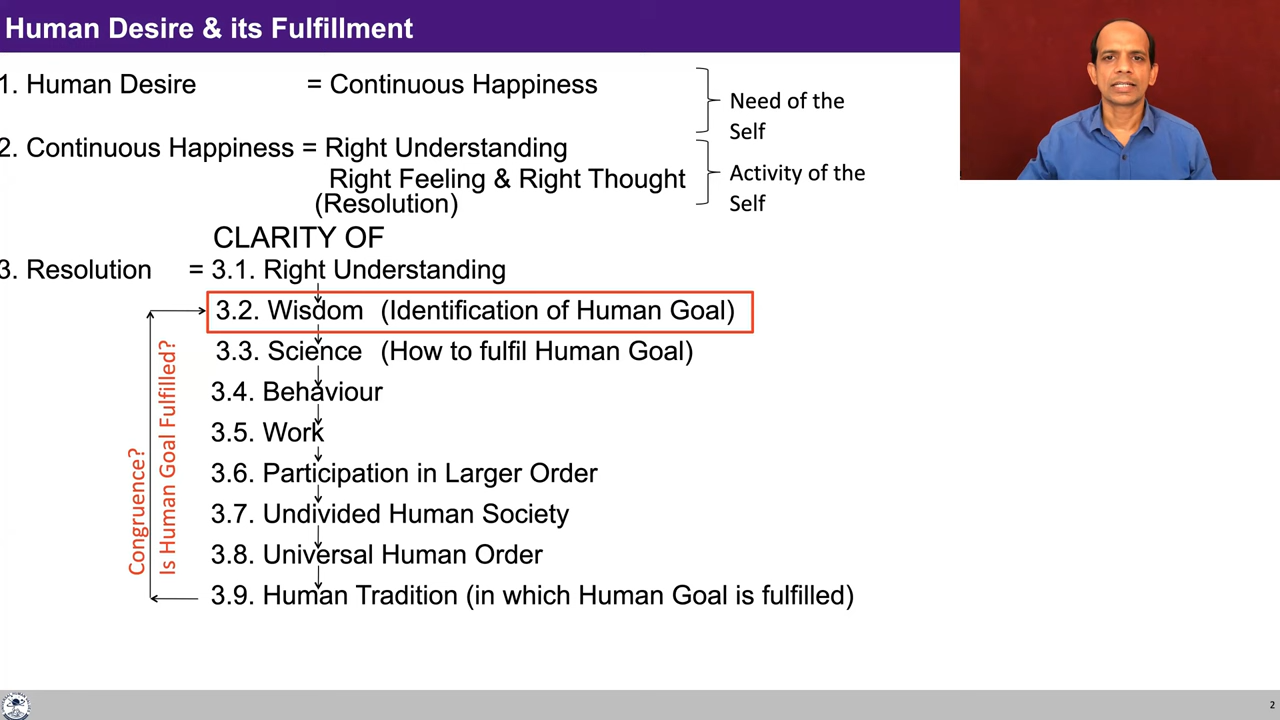 Human Desire & its Fulfillment
1. Human Desire = Continuous Happiness
Need of the
Self
2. Continuous Happiness = Right Understanding
Right Feeling & Right Thought
(Resolution)
Activity of the
Self
CLARITY OF
3. Resolution = 3.1. Right Understanding
3.2. Wisdom (Identification of Human Goal)
3.3. Science (How to fulfil Human Goal)
3.4. Behaviour
3.5. Work
3.6. Participation in Larger Order
3.7. Undivided Human Society
3.8. Universal Human Order
3.9. Human Tradition (in which Human Goal is fulfilled)
Congruence?
Is Human Goal Fulfilled?
2